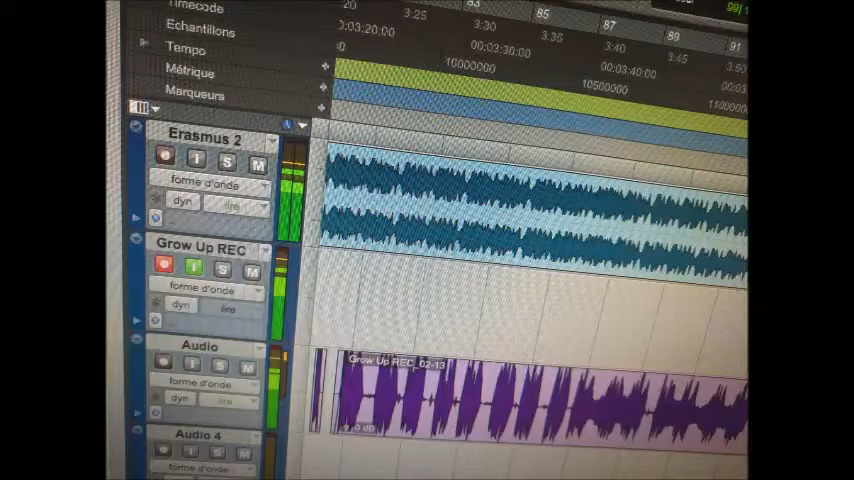 Timecode
Echantillons
Tempo
Métrique
Marqueurs
:20 3:25 3:30 3:35 3:40 3:45 3:50
83 85 87 89 91
0:03:20:00 00:03:30:00 00:03:40:00 00:03
10000000 10500000 11000000
Erasmus 2
I S M
forme d'onde
dyn lire
Grow Up REC
I S M
forme d'onde
dyn lire
Audio
I S M
forme d'onde
dyn lire
Grow Up REC_02-13
0 dB
Audio 4
I S M
forme d'onde